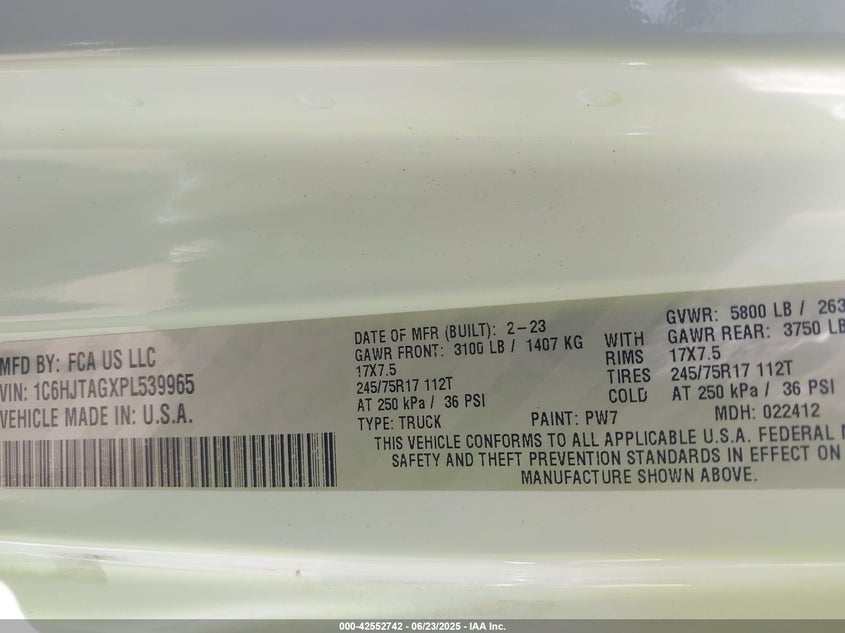 MFD BY: FCA US LLC
VIN: 1C6HJTAGXPL539965
VEHICLE MADE IN: U.S.A.
DATE OF MFR (BUILT): 2-23
GAWR FRONT: 3100 LB / 1407 KG
17X7.5
245/75R17 112T
AT 250 kPa / 36 PSI
TYPE: TRUCK
WITH
RIMS
TIRES
COLD
GVWR: 5800 LB / 263
GAWR REAR: 3750 LB
17X7.5
245/75R17 112T
AT 250 kPa / 36 PSI
PAINT: PW7
MDH: 022412
THIS VEHICLE CONFORMS TO ALL APPLICABLE U.S.A. FEDERAL M
SAFETY AND THEFT PREVENTION STANDARDS IN EFFECT ON
MANUFACTURE SHOWN ABOVE.
000-42552742 - 06/23/2025 - IAA Inc.